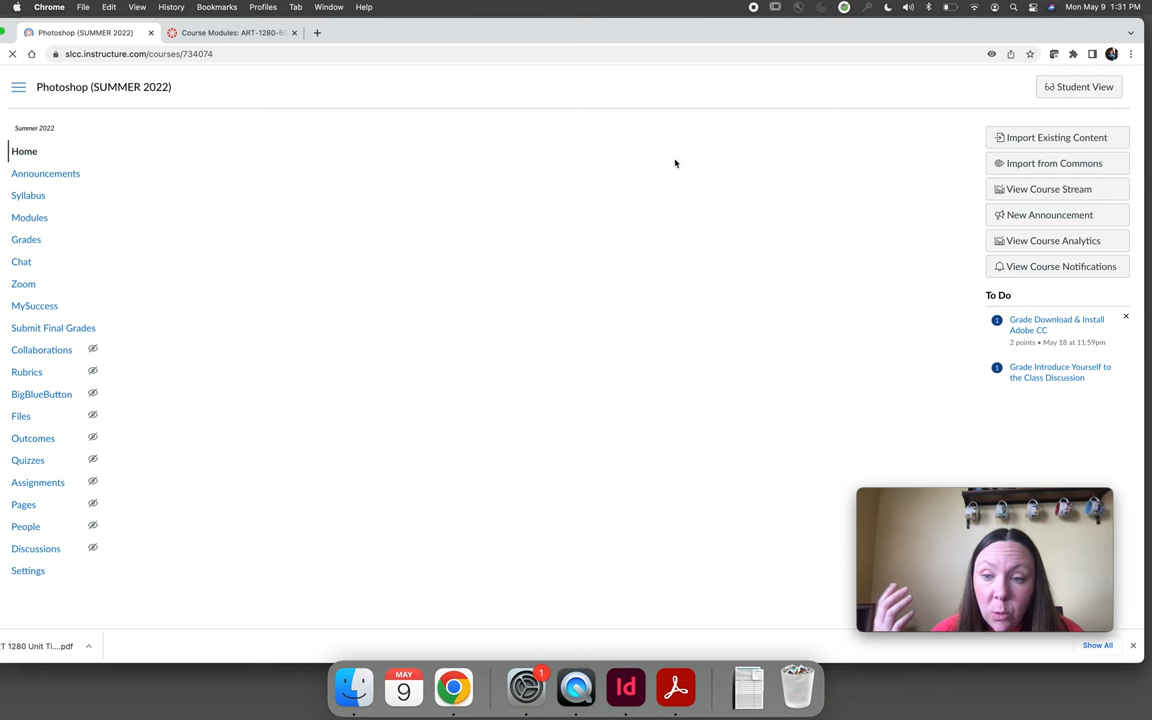 Chrome File Edit View History Bookmarks Profiles Tab Window Help Mon May 9 1:31 PM
Photoshop (SUMMER 2022) Course Modules: ART-1280-50
slcc.instructure.com/courses/734074
Photoshop (SUMMER 2022)
Student View
Summer 2022
Home
Announcements
Syllabus
Modules
Grades
Chat
Zoom
MySuccess
Submit Final Grades
Collaborations
Rubrics
BigBlueButton
Files
Outcomes
Quizzes
Assignments
Pages
People
Discussions
Settings
Import Existing Content
Import from Commons
View Course Stream
New Announcement
View Course Analytics
View Course Notifications
To Do
1 Grade Download & Install
Adobe CC
2 points • May 18 at 11:59pm
1 Grade Introduce Yourself to
the Class Discussion
T 1280 Unit Ti....pdf
Show All
MAY
9
1
Id